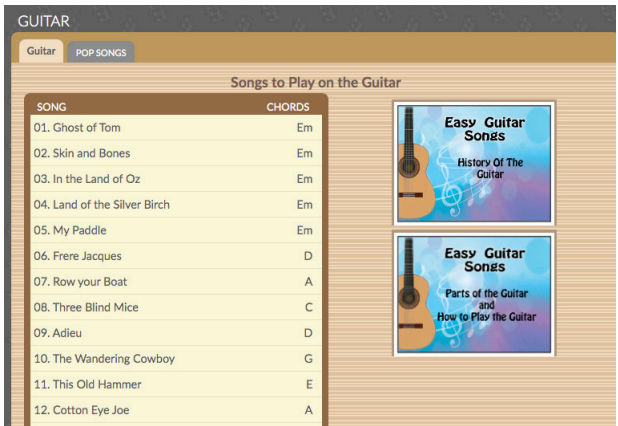 GUITAR
Guitar
POP SONGS
Songs to Play on the Guitar
SONG CHORDS
01. Ghost of Tom Em
02. Skin and Bones Em
03. In the Land of Oz Em
04. Land of the Silver Birch Em
05. My Paddle Em
06. Frere Jacques D
07. Row your Boat A
08. Three Blind Mice C
09. Adieu D
10. The Wandering Cowboy G
11. This Old Hammer E
12. Cotton Eye Joe A
Easy Guitar
Songs
History Of The
Guitar
Easy Guitar
Songs
Parts of the Guitar
and
How to Play the Guitar